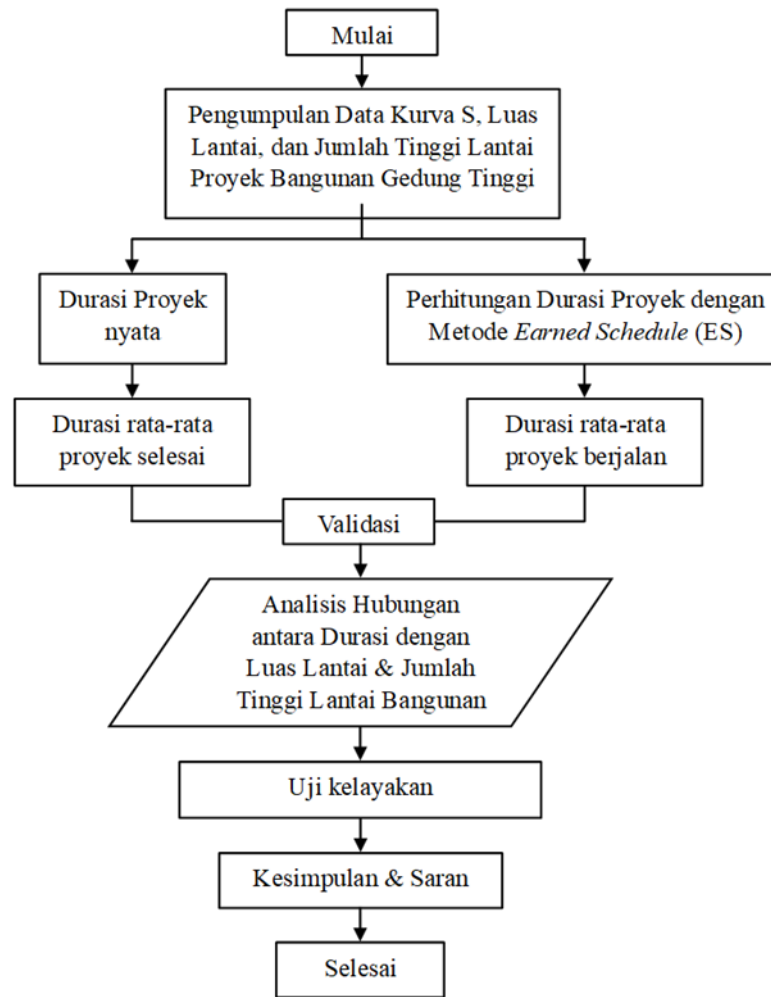 Mulai
Pengumpulan Data Kurva S, Luas
Lantai, dan Jumlah Tinggi Lantai
Proyek Bangunan Gedung Tinggi
Durasi Proyek
nyata
Perhitungan Durasi Proyek dengan
Metode Earned Schedule (ES)
Durasi rata-rata
proyek selesai
Durasi rata-rata
proyek berjalan
Validasi
Analisis Hubungan
antara Durasi dengan
Luas Lantai & Jumlah
Tinggi Lantai Bangunan
Uji kelayakan
Kesimpulan & Saran
Selesai